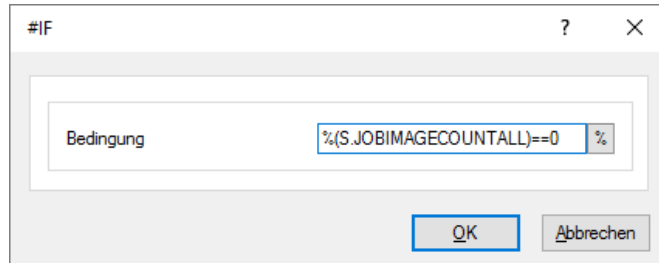 #IF ?
Bedingung %(S.JOBIMAGECOUNTALL)==0 %
OK Abbrechen